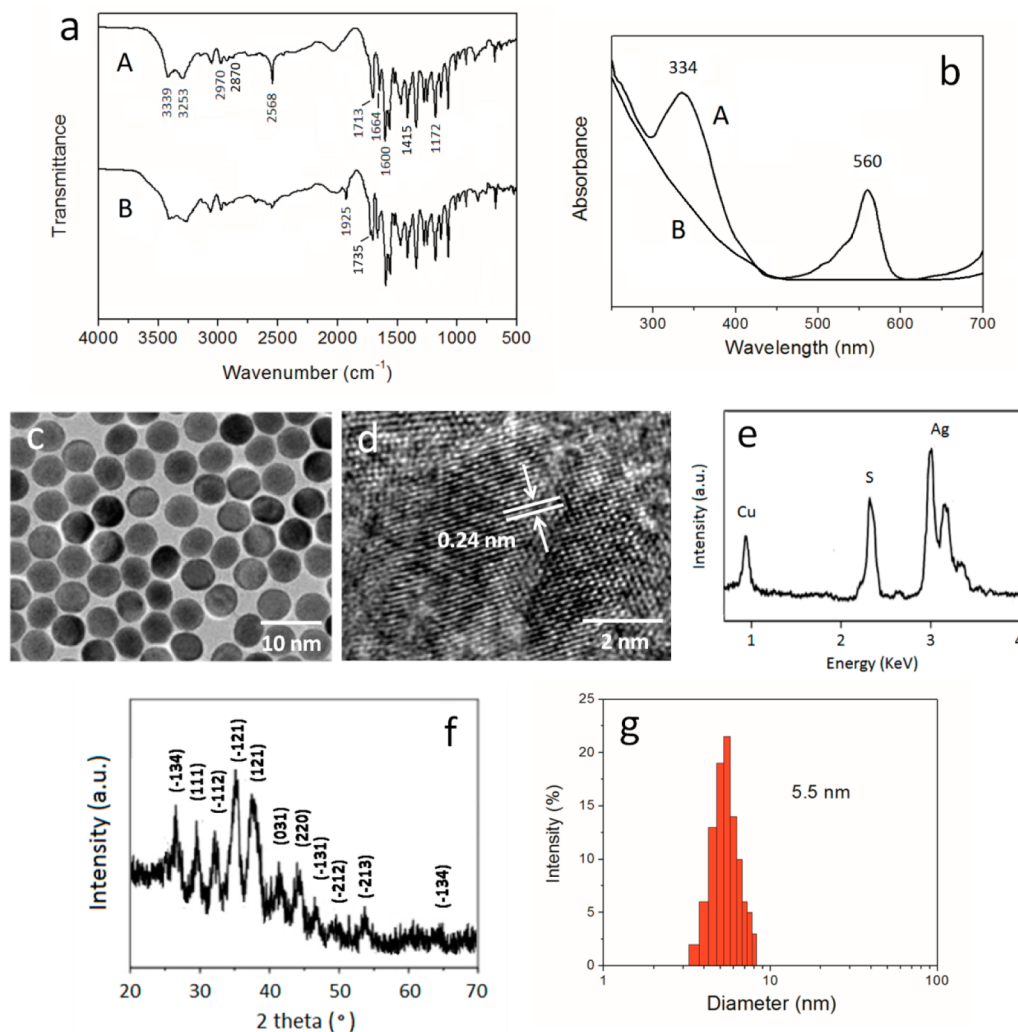 a
A
3339
3253
2970
2870
2568
1713
1664
1600
1415
1172
B
1925
1735
Transmittance
4000 3500 3000 2500 2000 1500 1000 500
Wavenumber (cm⁻¹)
b
334
A
560
B
Absorbance
300 400 500 600 700
Wavelength (nm)
c
10 nm
d
0.24 nm
2 nm
e
Ag
S
Cu
Intensity (a.u.)
1 2 3 4
Energy (KeV)
f
(-134)
(111)
(-112)
(-121)
(121)
(031)
(220)
(-131)
(-212)
(-213)
(-134)
Intensity (a.u.)
20 30 40 50 60 70
2 theta (°)
g
25
20
15
10
5
0
5.5 nm
Intensity (%)
1 10 100
Diameter (nm)